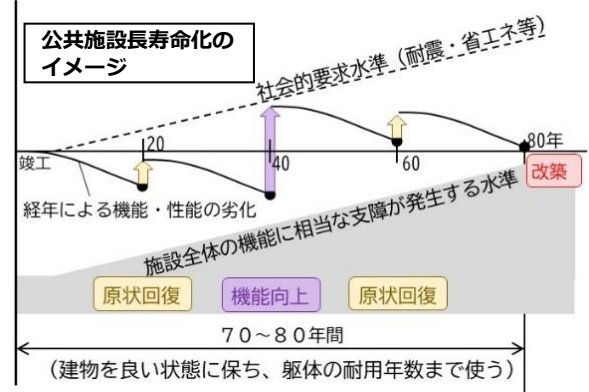 公共施設長寿命化の
イメージ
社会的要求水準（耐震・省エネ等）
竣工
20
40
60
80年
改築
経年による機能・性能の劣化
施設全体の機能に相当な支障が発生する水準
原状回復
機能向上
原状回復
７０～８０年間
（建物を良い状態に保ち、躯体の耐用年数まで使う）